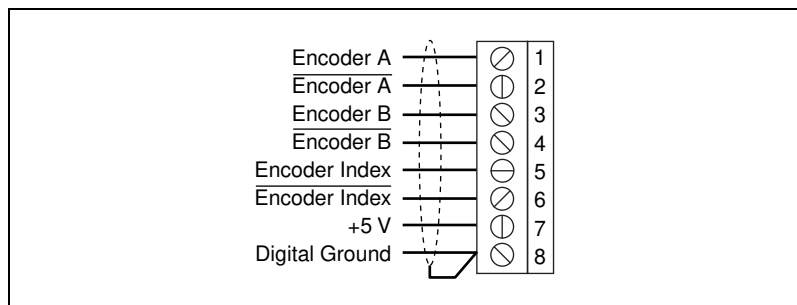 Encoder A 1
Encoder A 2
Encoder B 3
Encoder B 4
Encoder Index 5
Encoder Index 6
+5 V 7
Digital Ground 8